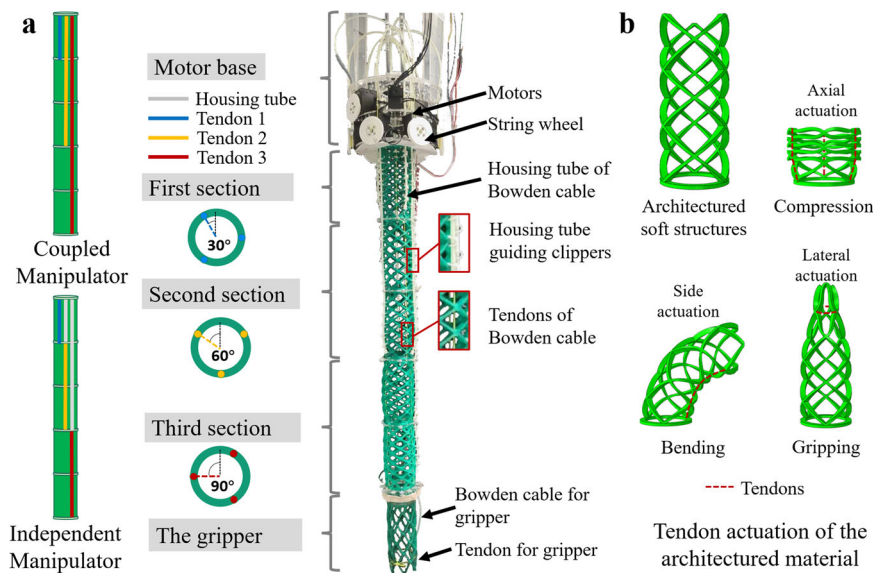 a
Motor base
Housing tube
Tendon 1
Tendon 2
Tendon 3
First section
30°
Coupled
Manipulator
Second section
60°
Third section
90°
Independent
Manipulator
The gripper
Motors
String wheel
Housing tube of
Bowden cable
Housing tube
guiding clippers
Tendons of
Bowden cable
Bowden cable for
gripper
Tendon for gripper
b
Architectured
soft structures
Axial
actuation
Compression
Side
actuation
Bending
Lateral
actuation
Gripping
Tendons
Tendon actuation of the
architectured material